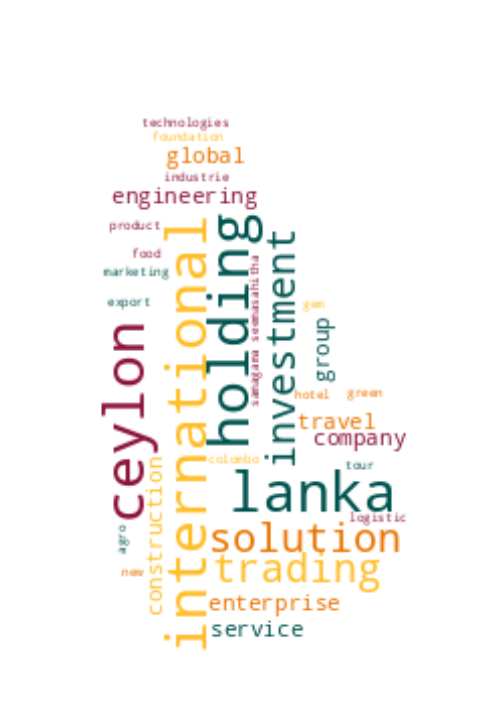 technologies
foundation
global
industrie
engineering
product
food
marketing
export
international
holding
samagama seemasahitha
investment
gem
group
ceylon
hotel
green
travel
company
colombo
tour
lanka
logistic
construction
agro
solution
new
trading
enterprise
service